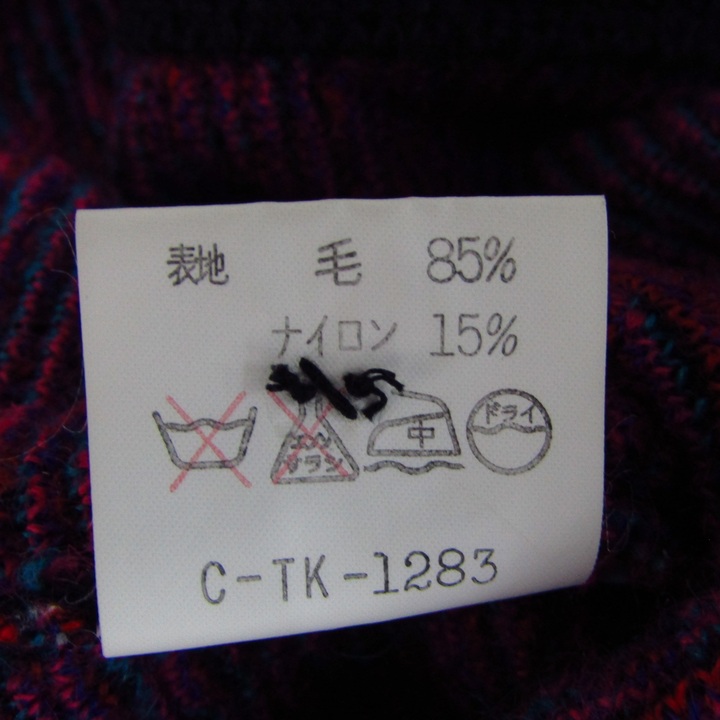 表地 毛 85%
ナイロン 15%
エンソ 中 ドライ
サラシ
C-TK-1283